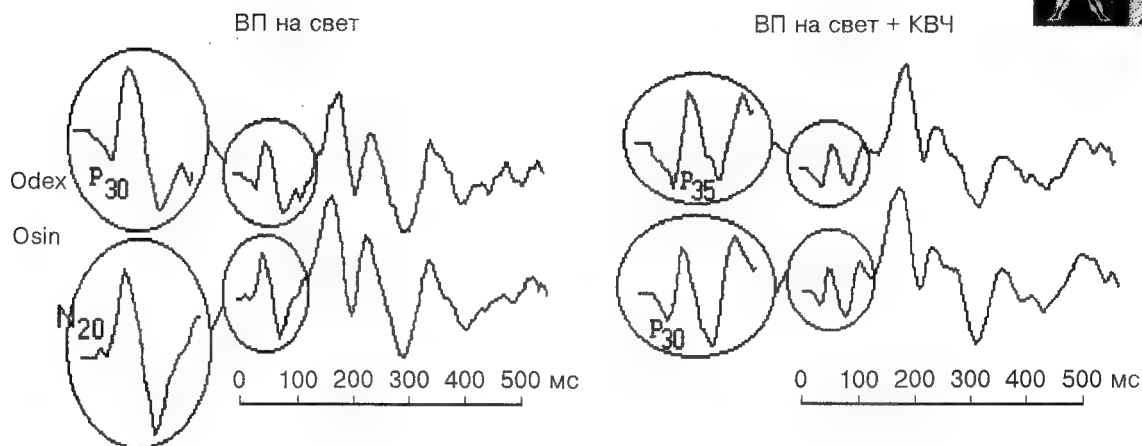 ВП на свет
ВП на свет + КВЧ
Odex
P30
P35
Osin
N20
P30
0 100 200 300 400 500 мс
0 100 200 300 400 500 мс